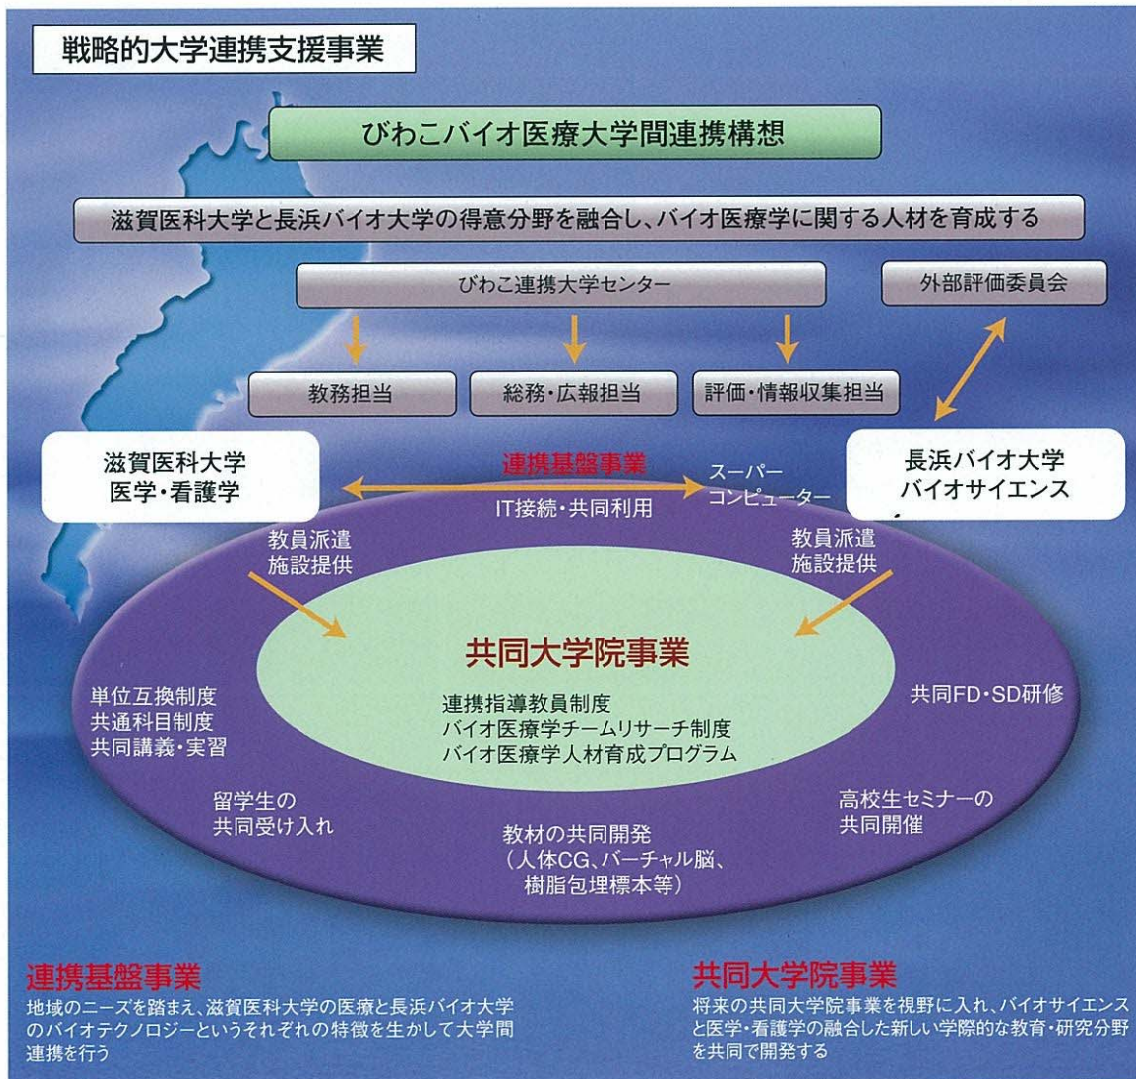 戦略的大学連携支援事業
びわこバイオ医療大学間連携構想
滋賀医科大学と長浜バイオ大学の得意分野を融合し、バイオ医療学に関する人材を育成する
びわこ連携大学センター
外部評価委員会
教務担当
総務・広報担当
評価・情報収集担当
滋賀医科大学
医学・看護学
連携基盤事業
IT接続・共同利用
スーパー
コンピューター
長浜バイオ大学
バイオサイエンス
教員派遣
施設提供
教員派遣
施設提供
共同大学院事業
連携指導教員制度
バイオ医療学チームリサーチ制度
バイオ医療学人材育成プログラム
単位互換制度
共通科目制度
共同講義・実習
共同FD・SD研修
留学生の
共同受け入れ
教材の共同開発
(人体CG、バーチャル脳、
樹脂包埋標本等)
高校生セミナーの
共同開催
連携基盤事業
地域のニーズを踏まえ、滋賀医科大学の医療と長浜バイオ大学
のバイオテクノロジーというそれぞれの特徴を生かして大学間
連携を行う
共同大学院事業
将来の共同大学院事業を視野に入れ、バイオサイエンス
と医学・看護学の融合した新しい学際的な教育・研究分野
を共同で開発する